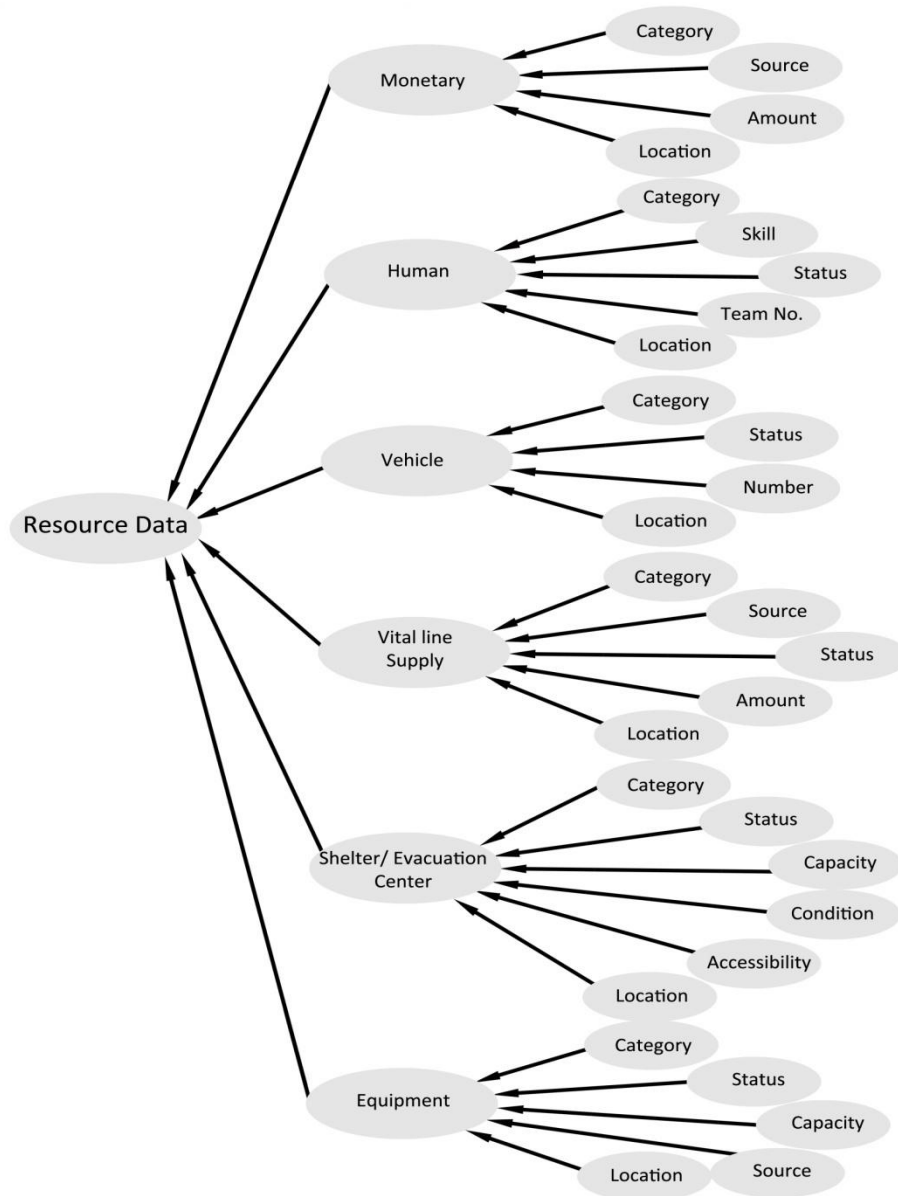 Category
Source
Monetary
Amount
Location
Category
Skill
Human
Status
Team No.
Location
Category
Status
Vehicle
Number
Location
Resource Data
Category
Source
Vital line
Supply
Status
Amount
Location
Category
Status
Shelter/ Evacuation
Center
Capacity
Condition
Accessibility
Location
Category
Status
Equipment
Capacity
Location
Source